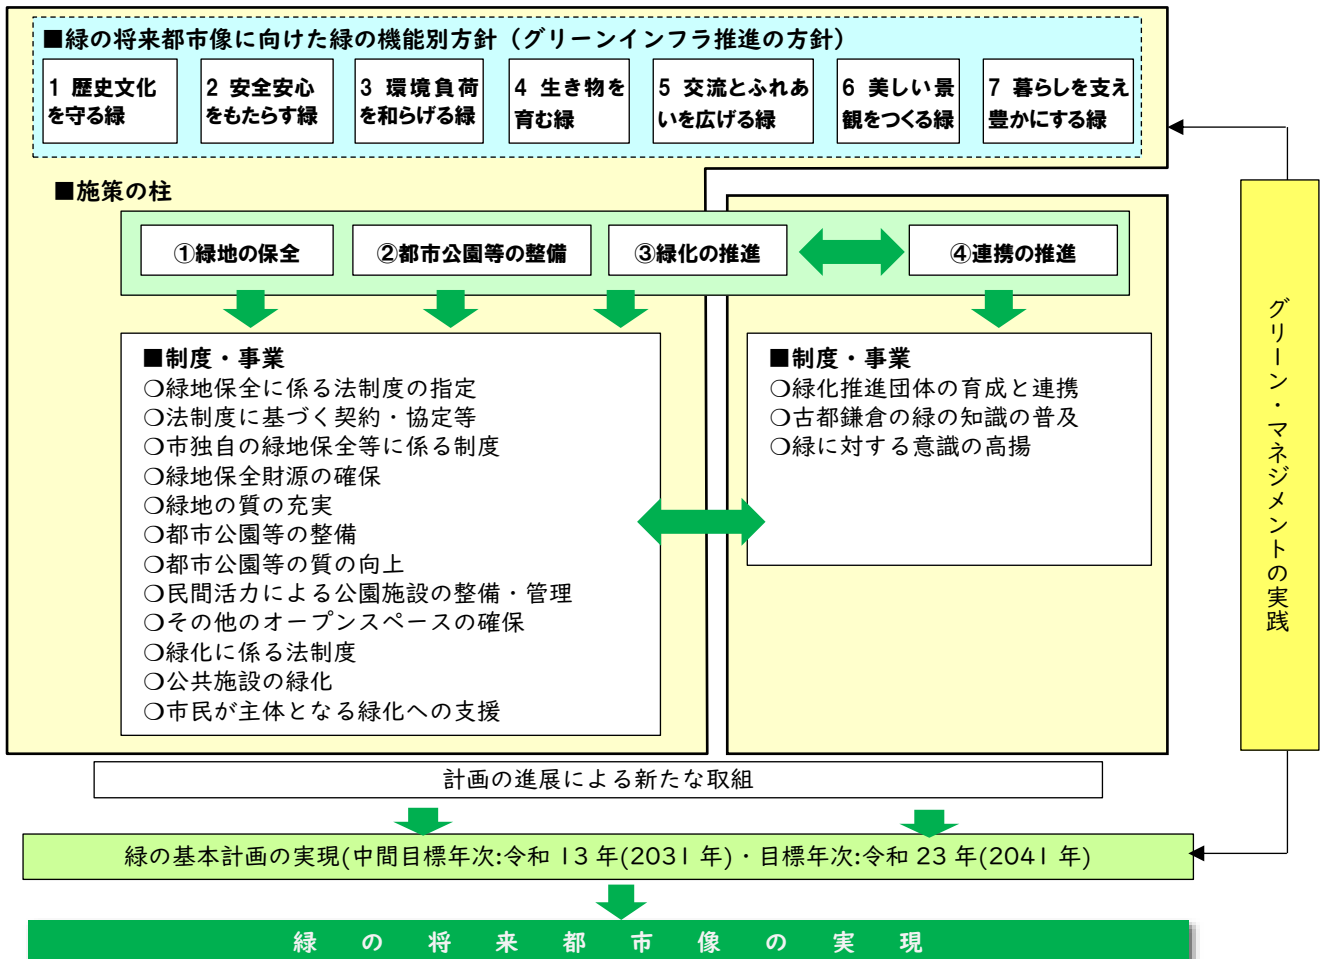 ■緑の将来都市像に向けた緑の機能別方針（グリーンインフラ推進の方針）
1 歴史文化
を守る緑
2 安全安心
をもたらす緑
3 環境負荷
を和らげる緑
4 生き物を
育む緑
5 交流とふれあ
いを広げる緑
6 美しい景
観をつくる緑
7 暮らしを支え
豊かにする緑
■施策の柱
①緑地の保全
②都市公園等の整備
③緑化の推進
④連携の推進
■制度・事業
○緑地保全に係る法制度の指定
○法制度に基づく契約・協定等
○市独自の緑地保全等に係る制度
○緑地保全財源の確保
○緑地の質の充実
○都市公園等の整備
○都市公園等の質の向上
○民間活力による公園施設の整備・管理
○その他のオープンスペースの確保
○緑化に係る法制度
○公共施設の緑化
○市民が主体となる緑化への支援
■制度・事業
○緑化推進団体の育成と連携
○古都鎌倉の緑の知識の普及
○緑に対する意識の高揚
グリーン・マネジメントの実践
計画の進展による新たな取組
緑の基本計画の実現(中間目標年次:令和 13 年(2031 年)・目標年次:令和 23 年(2041 年)
緑の将来都市像の実現